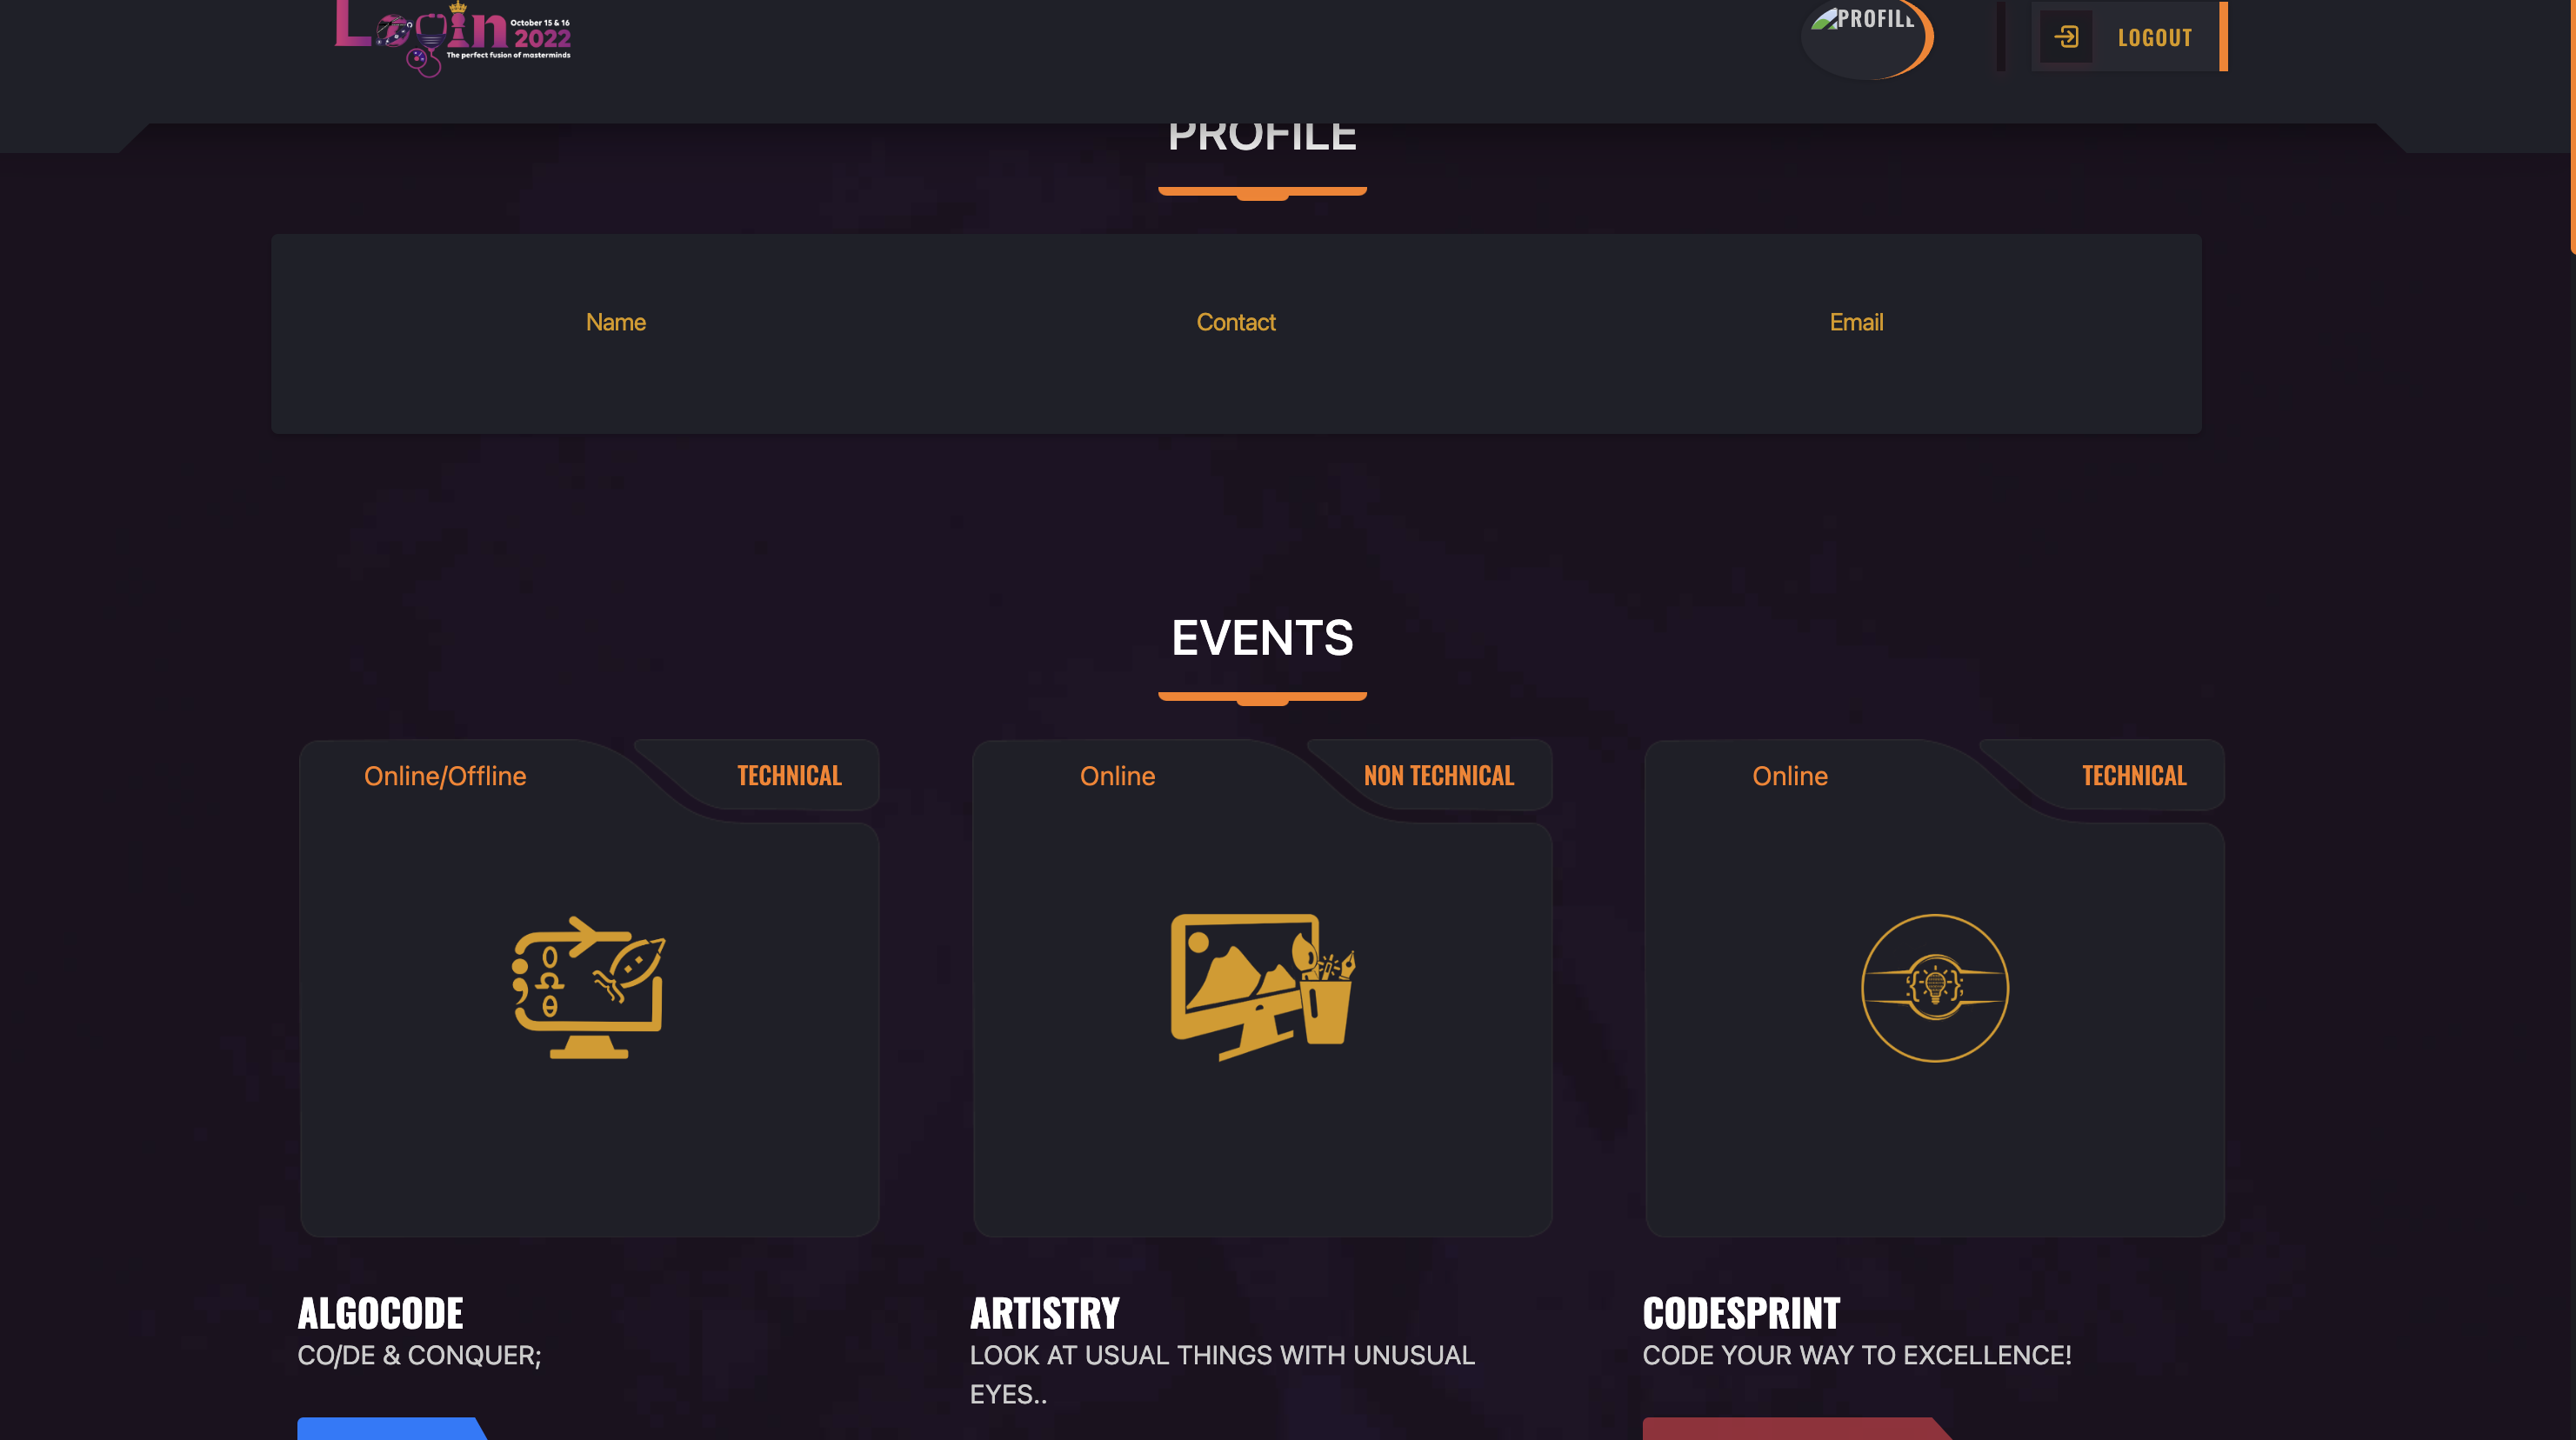 Login
October 15 & 16
2022
The perfect fusion of masterminds
PROFIL
LOGOUT
PROFILE
Name Contact Email
EVENTS
Online/Offline TECHNICAL
Online NON TECHNICAL
Online TECHNICAL
ALGOCODE
CO/DE & CONQUER;
ARTISTRY
LOOK AT USUAL THINGS WITH UNUSUAL
EYES..
CODESPRINT
CODE YOUR WAY TO EXCELLENCE!